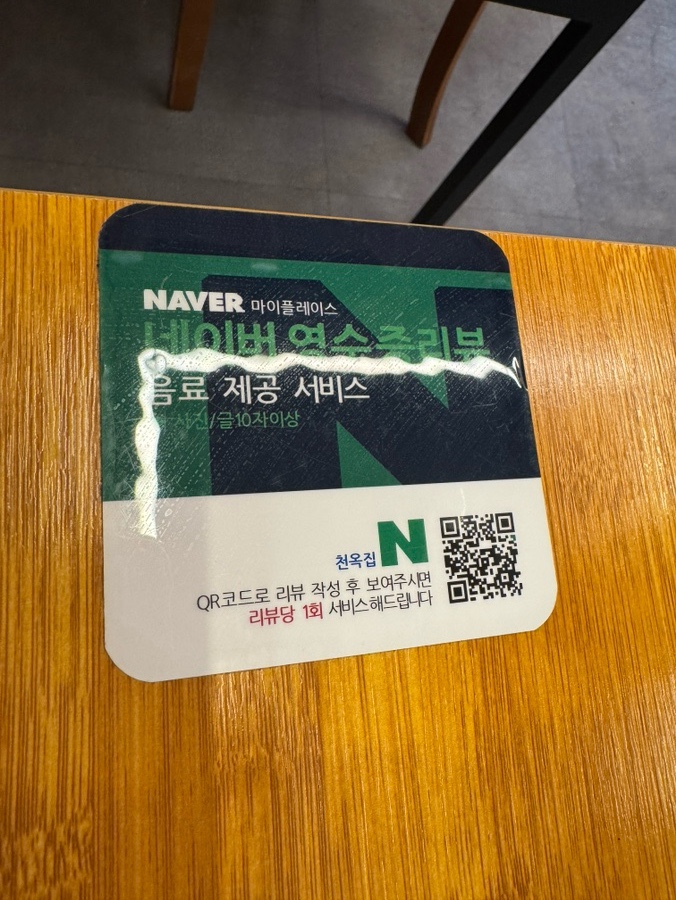 NAVER 마이플레이스
네이버 영수증리뷰
음료 제공 서비스
사진/글10자이상
천옥집 N
QR코드로 리뷰 작성 후 보여주시면
리뷰당 1회 서비스해드립니다